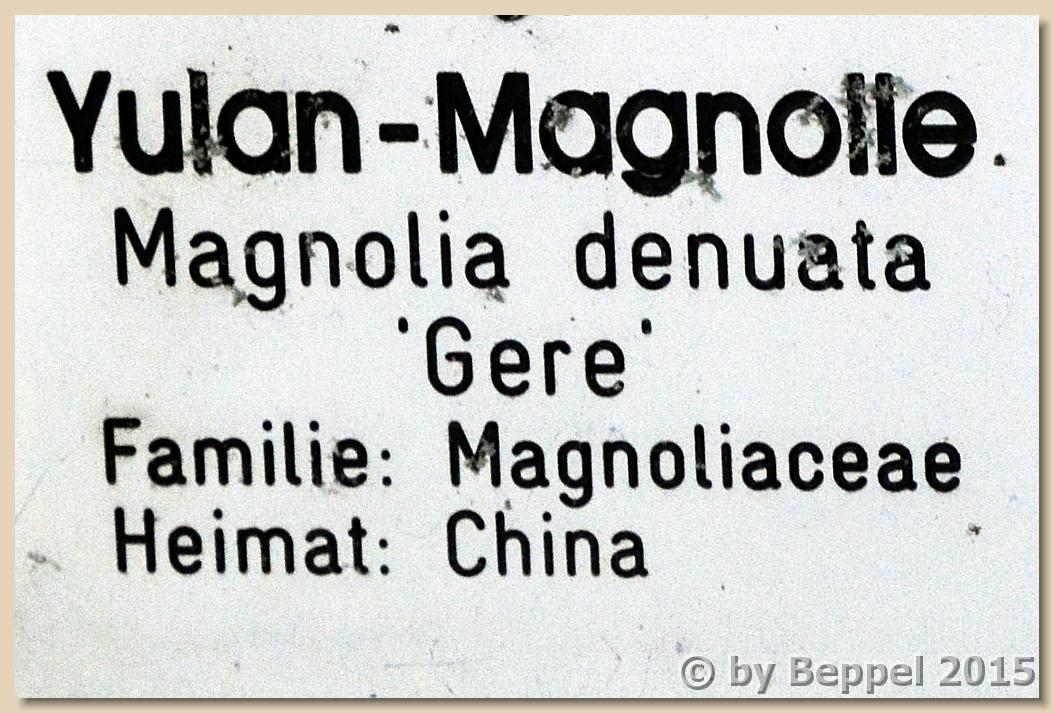 Yulan-Magnolie.
Magnolia denuata
'Gere'
Familie: Magnoliaceae
Heimat: China
© by Beppel 2015